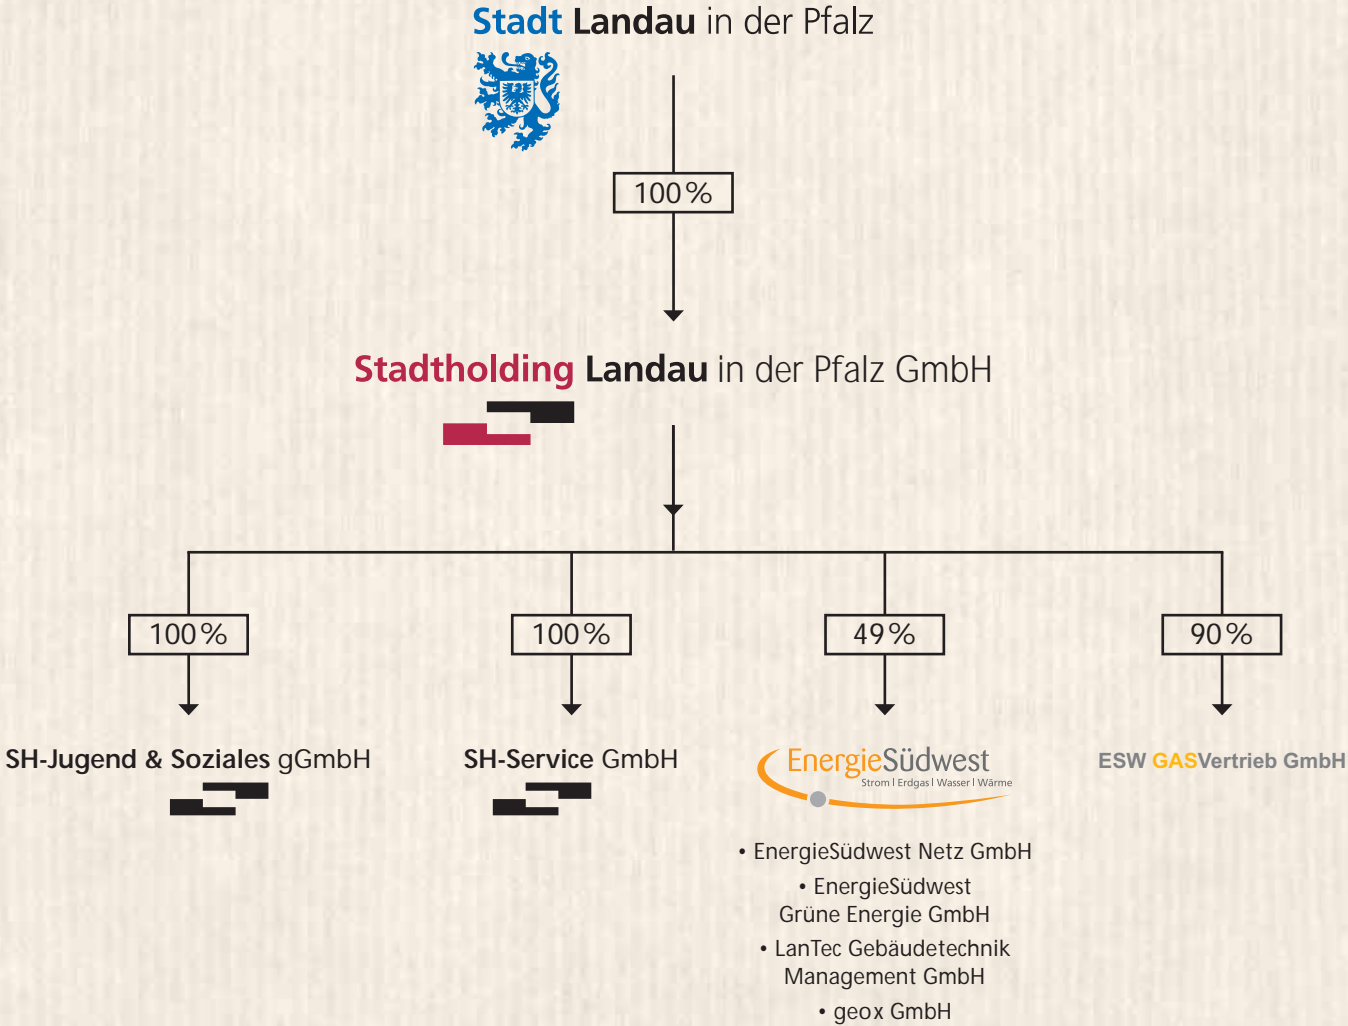 Stadt Landau in der Pfalz
100%
Stadtholding Landau in der Pfalz GmbH
100%
100%
49%
90%
SH-Jugend & Soziales gGmbH
SH-Service GmbH
EnergieSüdwest
Strom | Erdgas | Wasser | Wärme
ESW GASVertrieb GmbH
• EnergieSüdwest Netz GmbH
• EnergieSüdwest
Grüne Energie GmbH
• LanTec Gebäudetechnik
Management GmbH
• geox GmbH